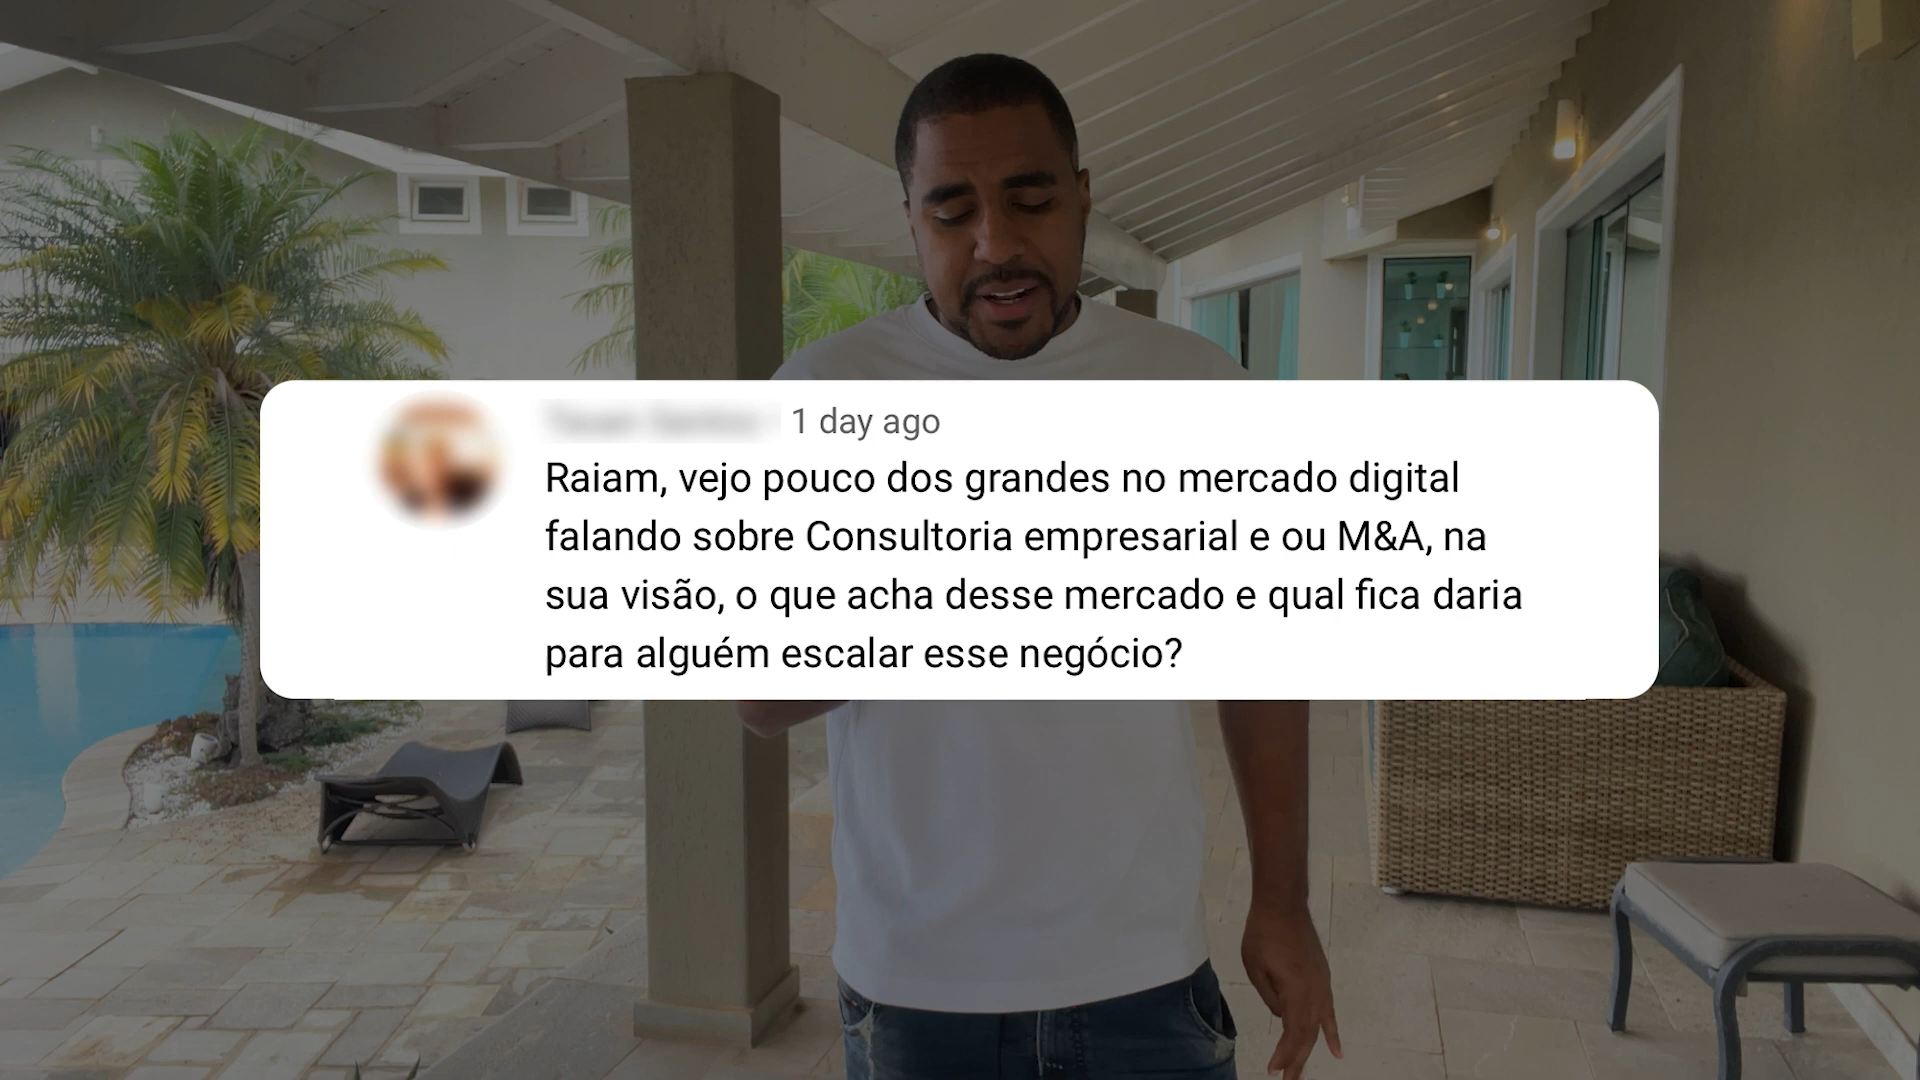 1 day ago
Raiam, vejo pouco dos grandes no mercado digital
falando sobre Consultoria empresarial e ou M&A, na
sua visão, o que acha desse mercado e qual fica daria
para alguém escalar esse negócio?